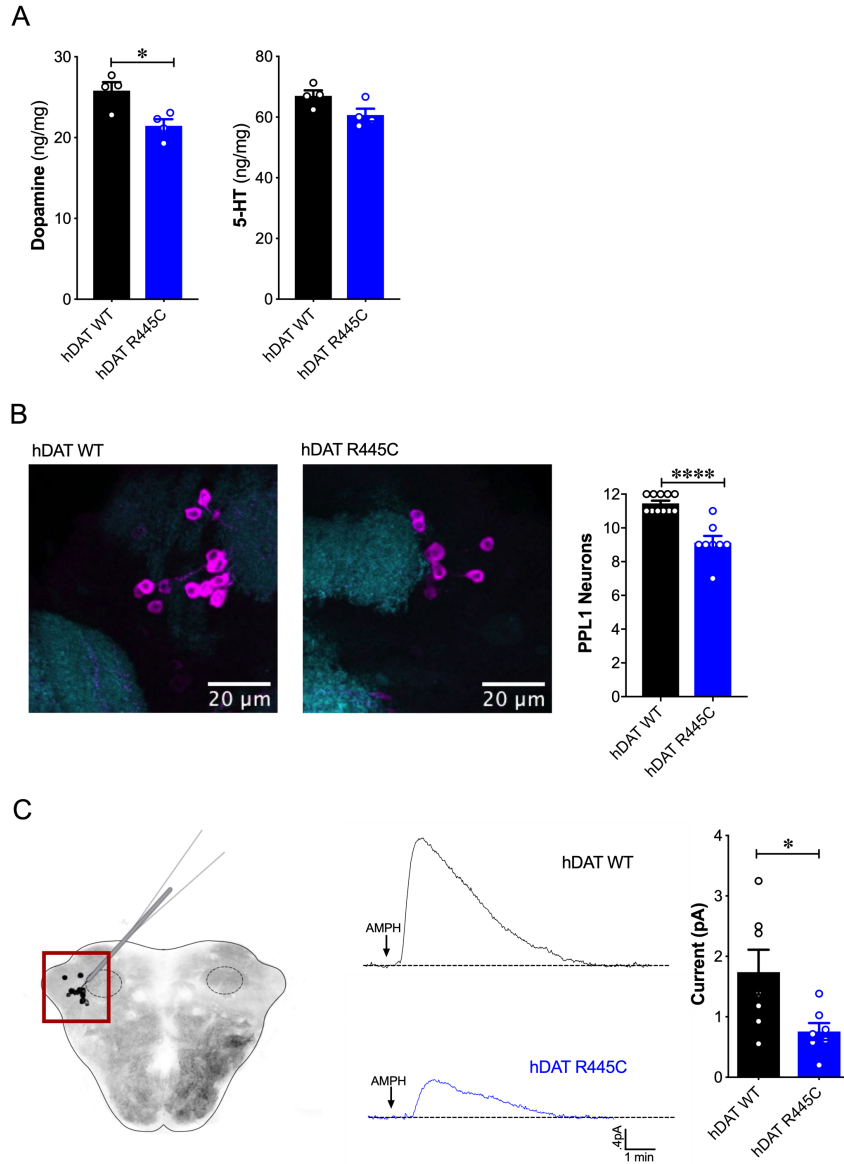 A
Dopamine (ng/mg)
30
20
10
0
*
hDAT WT
hDAT R445C
5-HT (ng/mg)
80
60
40
20
0
hDAT WT
hDAT R445C
B
hDAT WT
20 µm
hDAT R445C
20 µm
PPL1 Neurons
12
10
8
6
4
2
0
****
hDAT WT
hDAT R445C
C
hDAT WT
AMPH
hDAT R445C
AMPH
.4pA
1 min
Current (pA)
4
3
2
1
0
*
hDAT WT
hDAT R445C